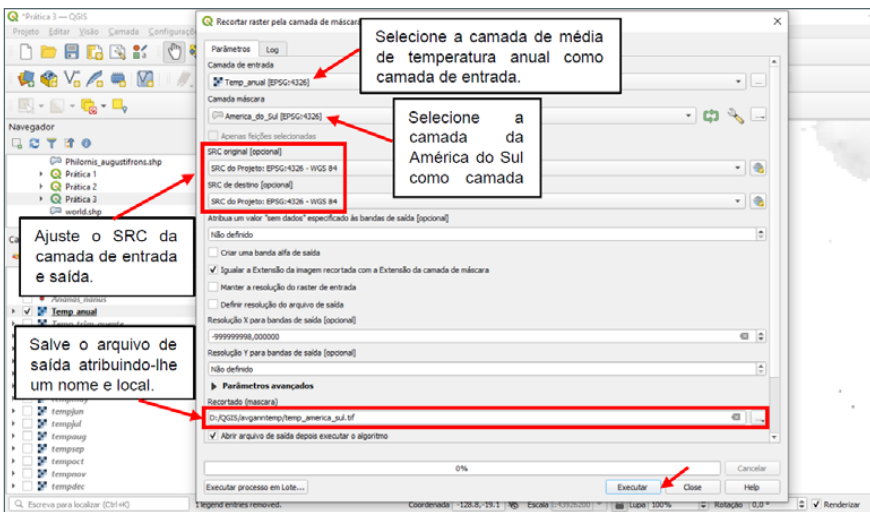 *Prática 3 — QGIS
Projeto Editar Visão Camada Configurações
Navegador
Philornis_augustifrons.shp
Prática 1
Prática 2
Prática 3
world.shp
Ajuste o SRC da
camada de entrada
e saída.
Ananas_nanus
Temp_anual
Temp_trim_quente
Salve o arquivo de
saída atribuindo-lhe
um nome e local.
tempjun
tempjul
tempaug
tempsep
tempoct
tempnov
tempdec
Escreva para localizar (Ctrl+K)
1 legend entries removed.
Coordenada -128.8,-19.1
Escala
Lupa 100%
Rotação 0,0 °
Renderizar
Recortar raster pela camada de máscara
Parâmetros Log
Camada de entrada
Temp_anual [EPSG:4326]
Selecione a camada de média
de temperatura anual como
camada de entrada.
Camada máscara
America_do_Sul [EPSG:4326]
Selecione a
camada da
América do Sul
como camada
Apenas feições selecionadas
SRC original [opcional]
SRC do Projeto: EPSG:4326 - WGS 84
SRC de destino [opcional]
SRC do Projeto: EPSG:4326 - WGS 84
Atribua um valor "sem dados" especificado às bandas de saída [opcional]
Não definido
Criar uma banda alfa de saída
Igualar a Extensão da imagem recortada com a Extensão da camada de máscara
Manter a resolução do raster de entrada
Definir resolução do arquivo de saída
Resolução X para bandas de saída [opcional]
-999999998,000000
Resolução Y para bandas de saída [opcional]
Não definido
Parâmetros avançados
Recortado (mascara)
D:/QGIS/avganntemp/temp_america_sul.tif
Abrir arquivo de saída depois executar o algoritmo
0%
Cancelar
Executar processo em Lote...
Executar
Close
Help